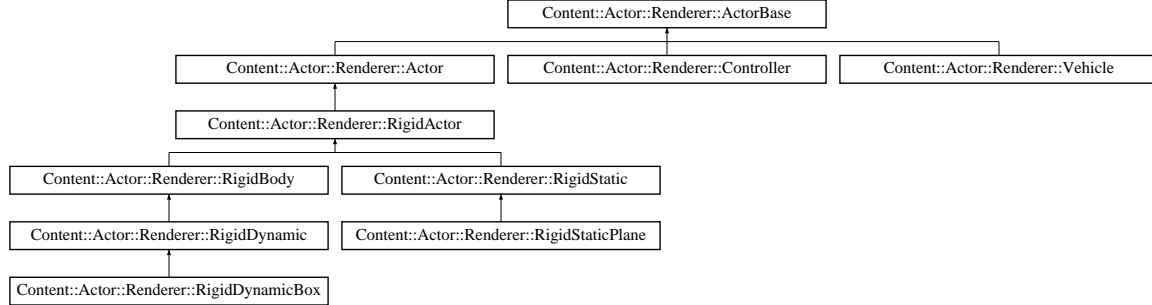 Content::Actor::Renderer::ActorBase
Content::Actor::Renderer::Actor
Content::Actor::Renderer::Controller
Content::Actor::Renderer::Vehicle
Content::Actor::Renderer::RigidActor
Content::Actor::Renderer::RigidBody
Content::Actor::Renderer::RigidStatic
Content::Actor::Renderer::RigidDynamic
Content::Actor::Renderer::RigidStaticPlane
Content::Actor::Renderer::RigidDynamicBox